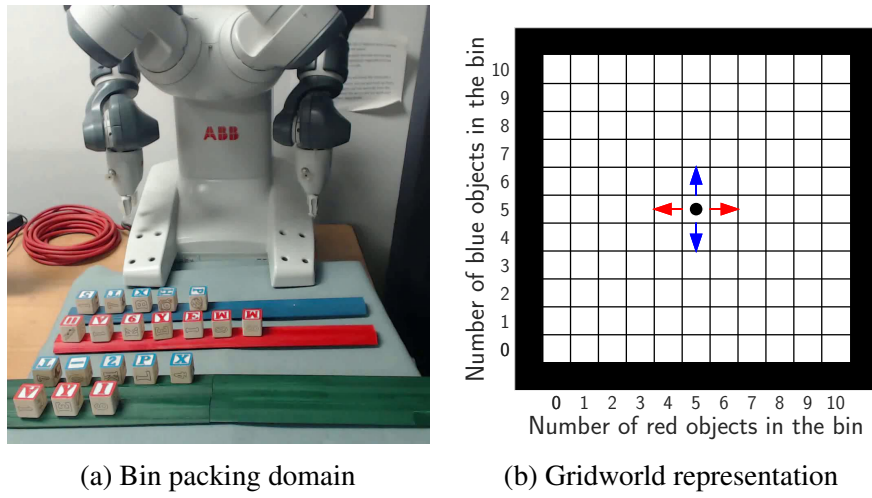 ABB
Number of blue objects in the bin
10
9
8
7
6
5
4
3
2
1
0
0 1 2 3 4 5 6 7 8 9 10
Number of red objects in the bin
(a) Bin packing domain
(b) Gridworld representation